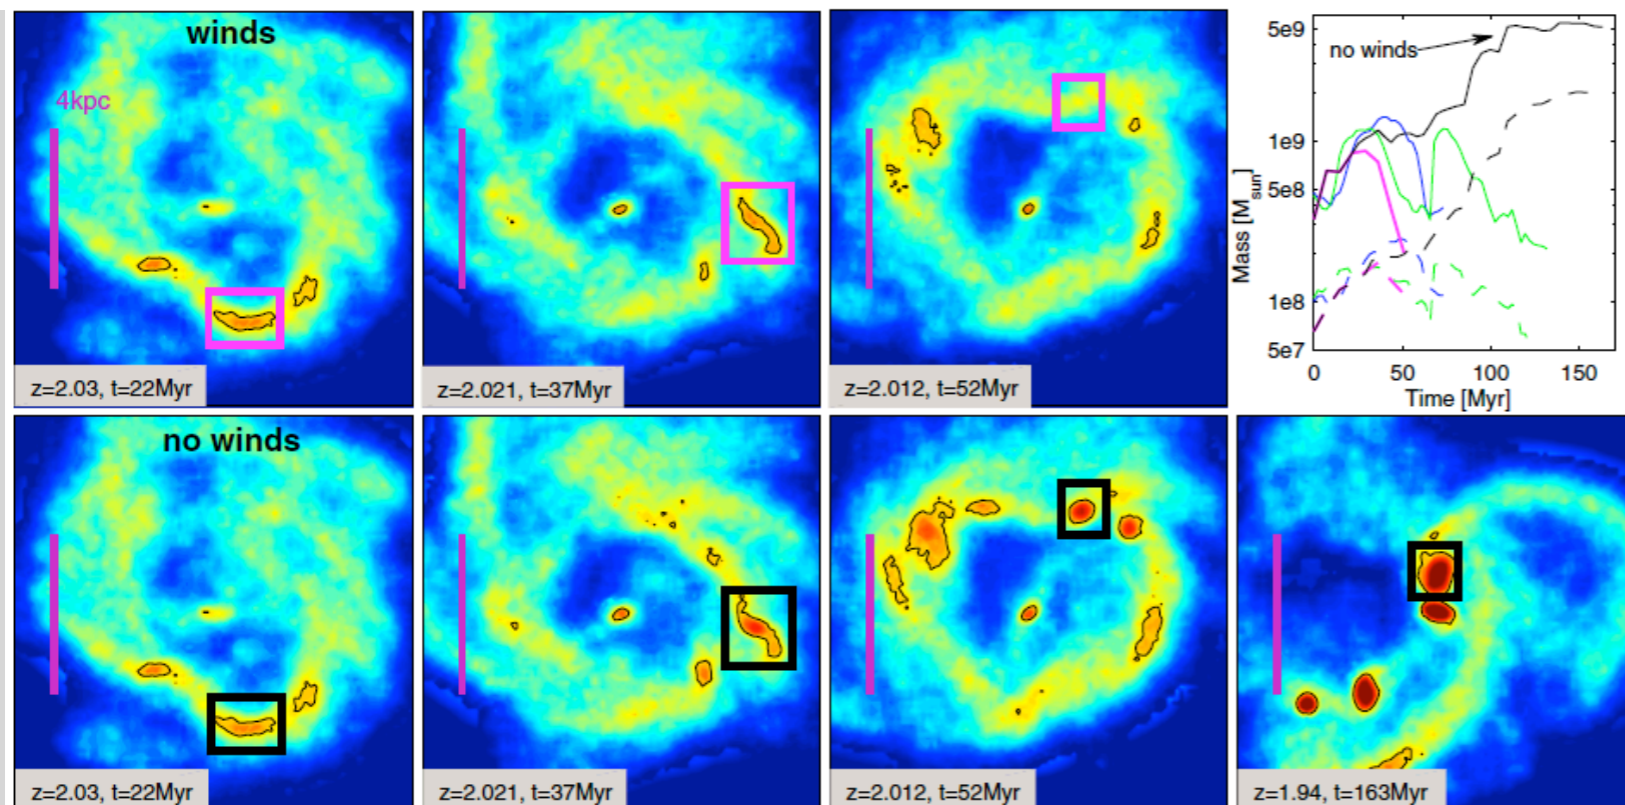 winds
4kpc
z=2.03, t=22Myr
z=2.021, t=37Myr
z=2.012, t=52Myr
5e9
no winds
1e9
5e8
1e8
5e7
Mass [Msun]
0 50 100 150
Time [Myr]
no winds
z=2.03, t=22Myr
z=2.021, t=37Myr
z=2.012, t=52Myr
z=1.94, t=163Myr